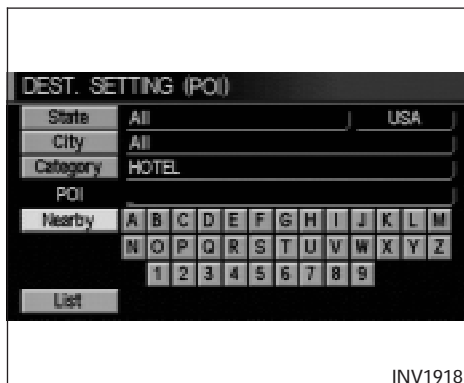 DEST. SETTING (POI)
State All USA
City All
Category HOTEL
POI _
Nearby A B C D E F G H I J K L M
N O P Q R S T U V W X Y Z
1 2 3 4 5 6 7 8 9
List
INV1918